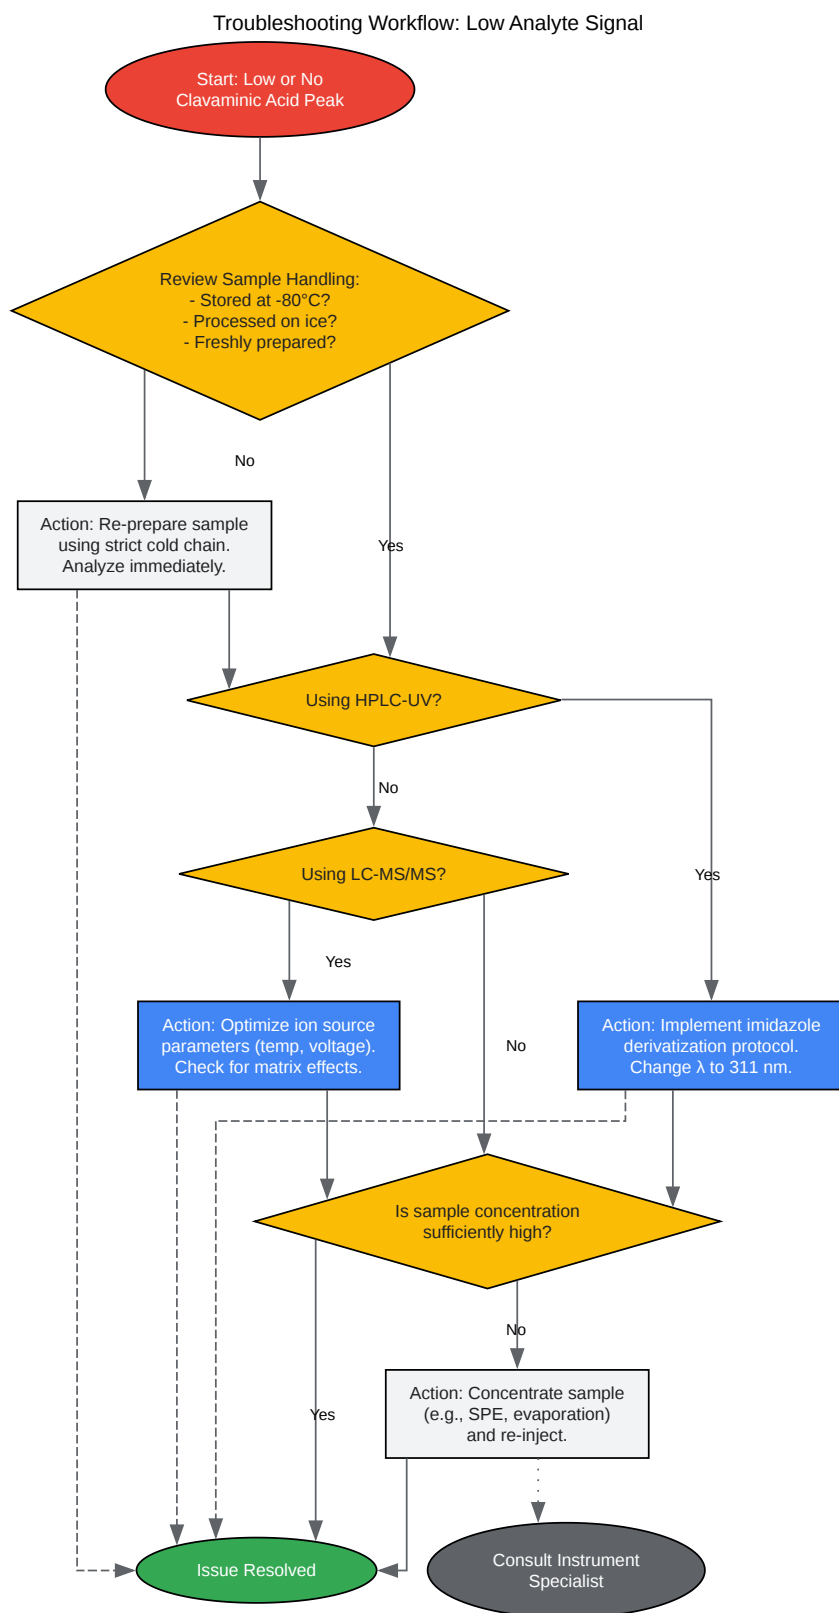 Troubleshooting Workflow: Low Analyte Signal
Start: Low or No
Clavaminic Acid Peak
Review Sample Handling:
- Stored at -80°C?
- Processed on ice?
- Freshly prepared?
No
Yes
Action: Re-prepare sample
using strict cold chain.
Analyze immediately.
Using HPLC-UV?
No
Yes
Using LC-MS/MS?
Yes
No
Action: Optimize ion source
parameters (temp, voltage).
Check for matrix effects.
Action: Implement imidazole
derivatization protocol.
Change λ to 311 nm.
Is sample concentration
sufficiently high?
No
Yes
Action: Concentrate sample
(e.g., SPE, evaporation)
and re-inject.
Issue Resolved
Consult Instrument
Specialist